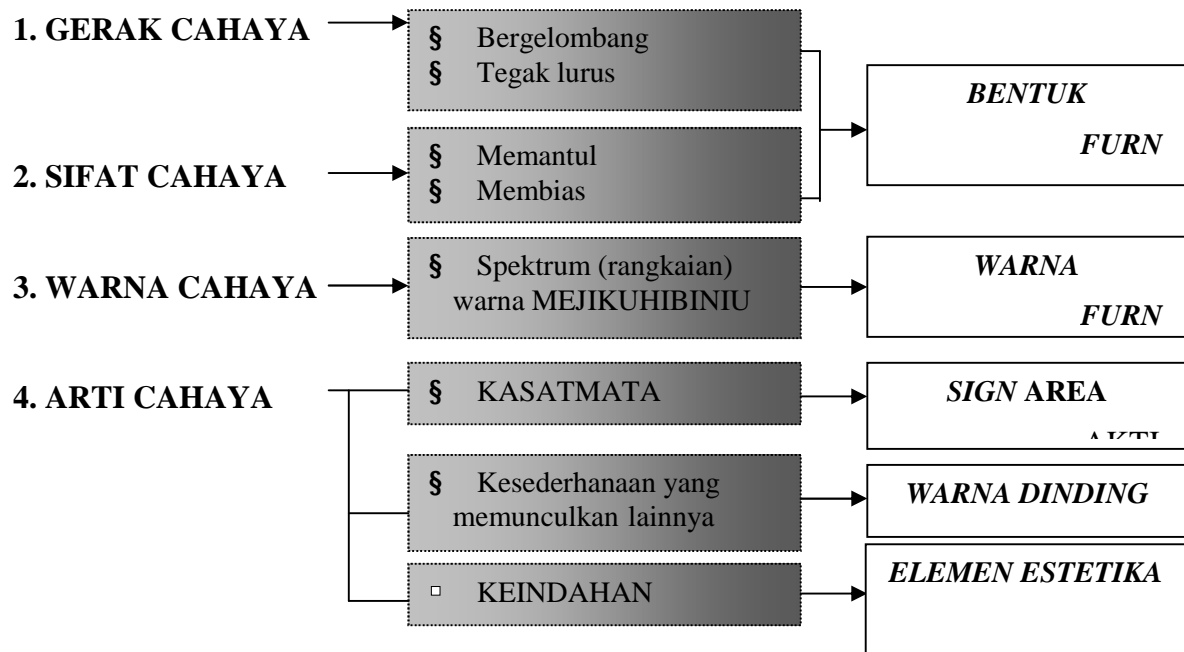 1. GERAK CAHAYA
§ Bergelombang
§ Tegak lurus
BENTUK
FURN
2. SIFAT CAHAYA
§ Memantul
§ Membias
3. WARNA CAHAYA
§ Spektrum (rangkaian)
warna MEJIKUHIBINIU
WARNA
FURN
4. ARTI CAHAYA
§ KASATMATA
SIGN AREA
§ Kesederhanaan yang
memunculkan lainnya
WARNA DINDING
KEINDAHAN
ELEMEN ESTETIKA